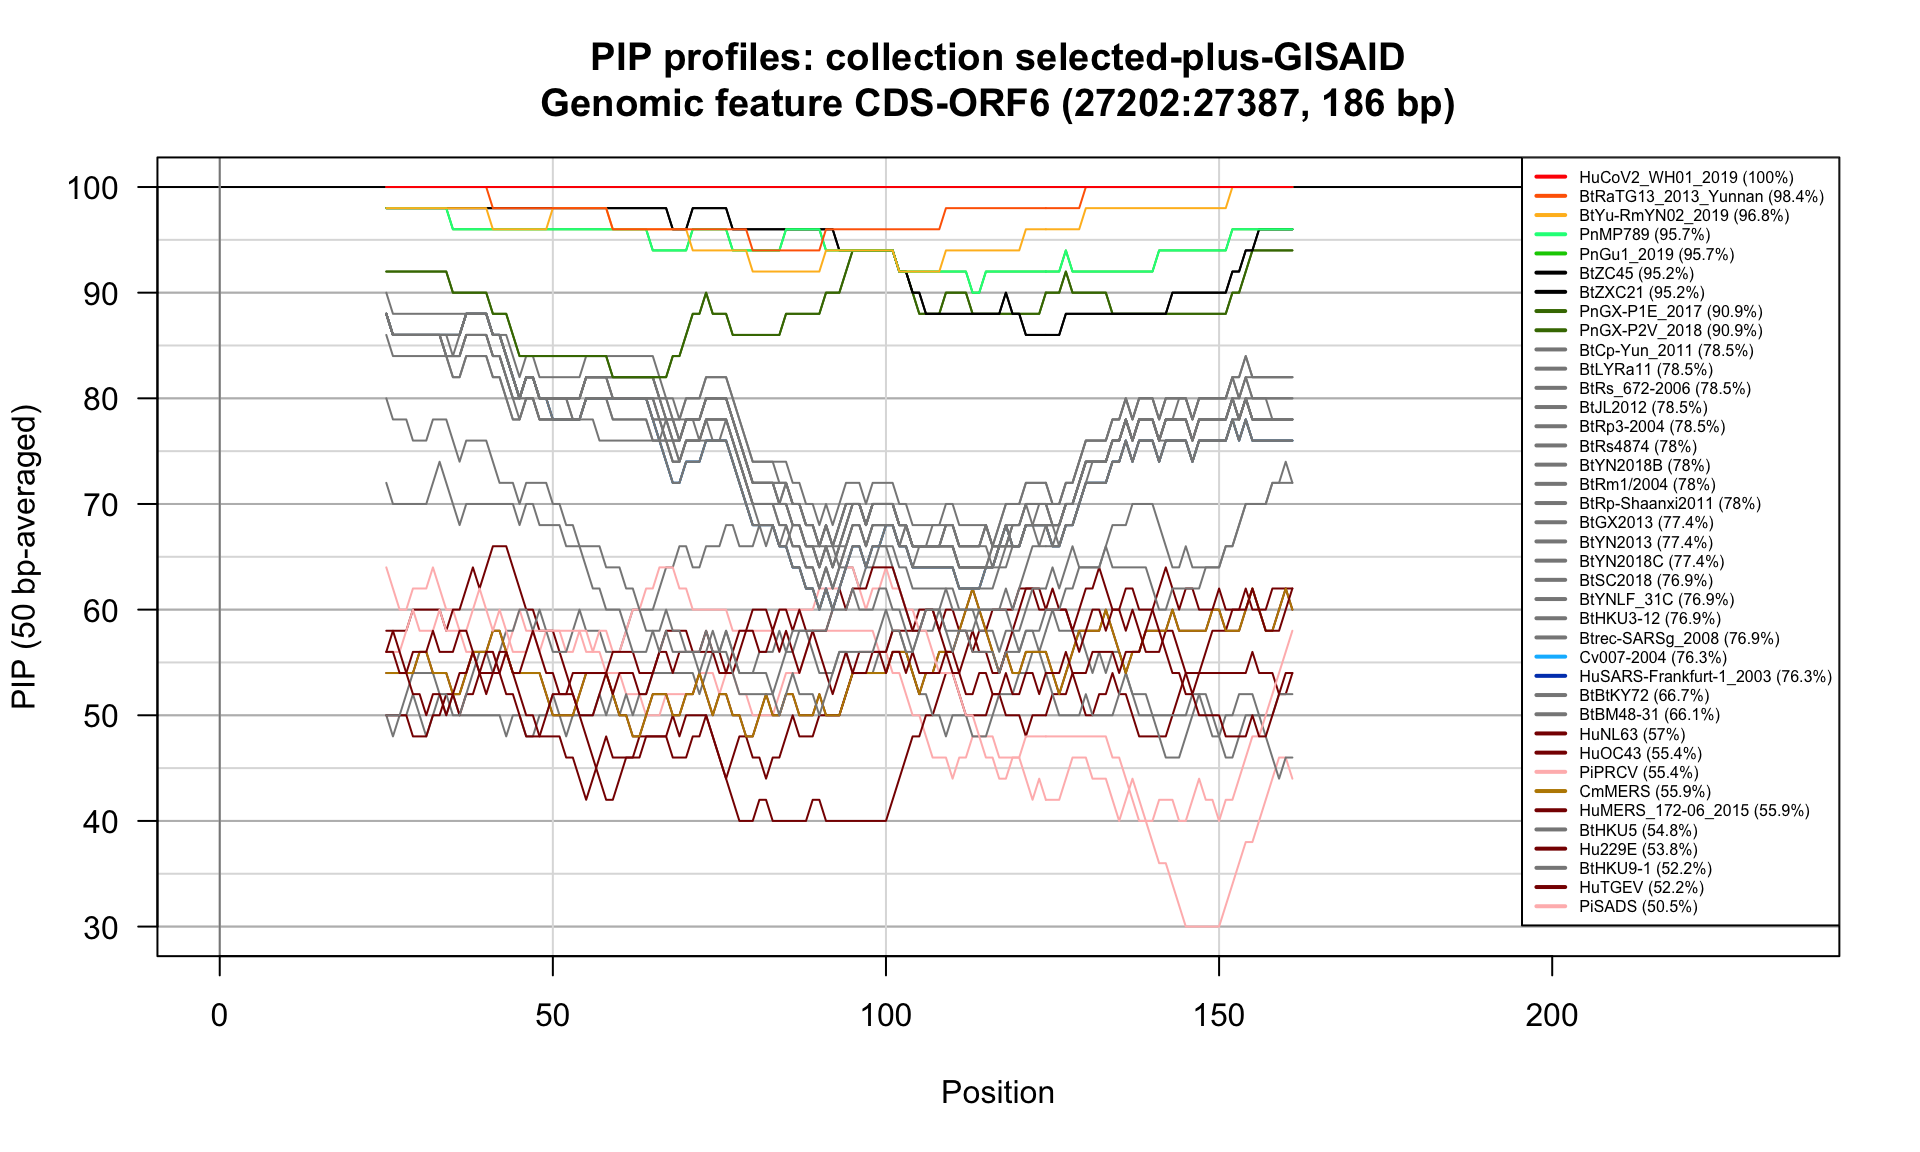 PIP profiles: collection selected-plus-GISAID
Genomic feature CDS-ORF6 (27202:27387, 186 bp)
PIP (50 bp-averaged)
100
90
80
70
60
50
40
30
0
50
100
150
200
Position
HuCoV2_WH01_2019 (100%)
BtRaTG13_2013_Yunnan (98.4%)
BtYu-RmYN02_2019 (96.8%)
PnMP789 (95.7%)
PnGu1_2019 (95.7%)
BtZC45 (95.2%)
BtZXC21 (95.2%)
PnGX-P1E_2017 (90.9%)
PnGX-P2V_2018 (90.9%)
BtCp-Yun_2011 (78.5%)
BtLYRa11 (78.5%)
BtRs_672-2006 (78.5%)
BtJL2012 (78.5%)
BtRp3-2004 (78.5%)
BtRs4874 (78%)
BtYN2018B (78%)
BtRm1/2004 (78%)
BtRp-Shaanxi2011 (78%)
BtGX2013 (77.4%)
BtYN2013 (77.4%)
BtYN2018C (77.4%)
BtSC2018 (76.9%)
BtYNLF_31C (76.9%)
BtHKU3-12 (76.9%)
Btrec-SARSg_2008 (76.9%)
Cv007-2004 (76.3%)
HuSARS-Frankfurt-1_2003 (76.3%)
BtBtKY72 (66.7%)
BtBM48-31 (66.1%)
HuNL63 (57%)
HuOC43 (55.4%)
PiPRCV (55.4%)
CmMERS (55.9%)
HuMERS_172-06_2015 (55.9%)
BtHKU5 (54.8%)
Hu229E (53.8%)
BtHKU9-1 (52.2%)
HuTGEV (52.2%)
PiSADS (50.5%)